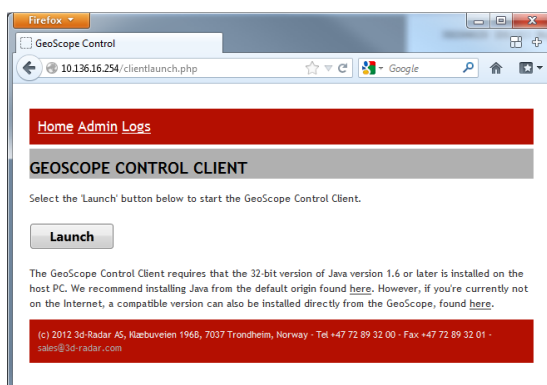 Firefox
GeoScope Control
10.136.16.254/clientlaunch.php
Google
Home Admin Logs
GEOSCOPE CONTROL CLIENT
Select the 'Launch' button below to start the GeoScope Control Client.
Launch
The GeoScope Control Client requires that the 32-bit version of Java version 1.6 or later is installed on the
host PC. We recommend installing Java from the default origin found here. However, if you're currently not
on the Internet, a compatible version can also be installed directly from the GeoScope, found here.
(c) 2012 3d-Radar AS, Klæbuveien 196B, 7037 Trondheim, Norway - Tel +47 72 89 32 00 - Fax +47 72 89 32 01 -
sales@3d-radar.com